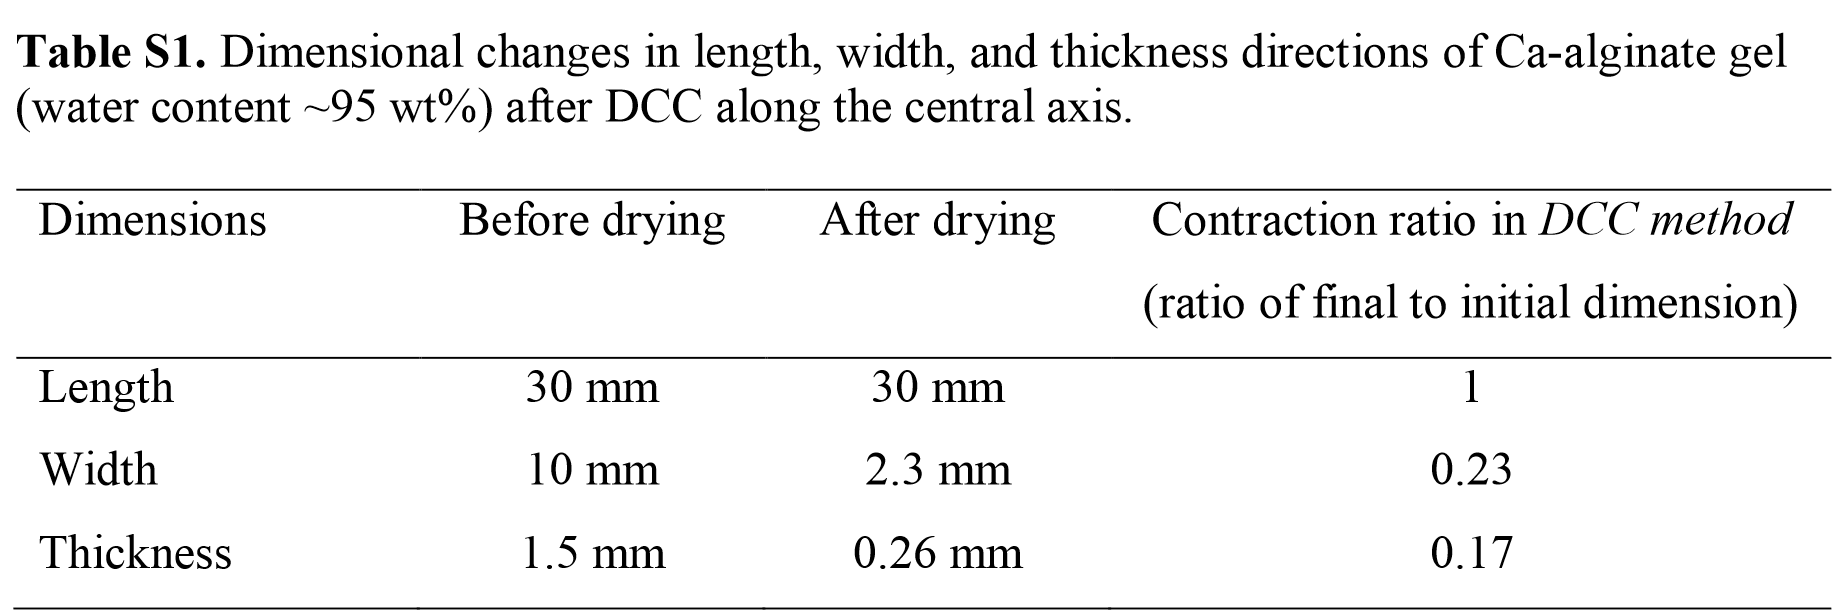 Table S1. Dimensional changes in length, width, and thickness directions of Ca-alginate gel
(water content ~95 wt%) after DCC along the central axis.
Dimensions Before drying After drying Contraction ratio in DCC method
(ratio of final to initial dimension)
Length 30 mm 30 mm 1
Width 10 mm 2.3 mm 0.23
Thickness 1.5 mm 0.26 mm 0.17